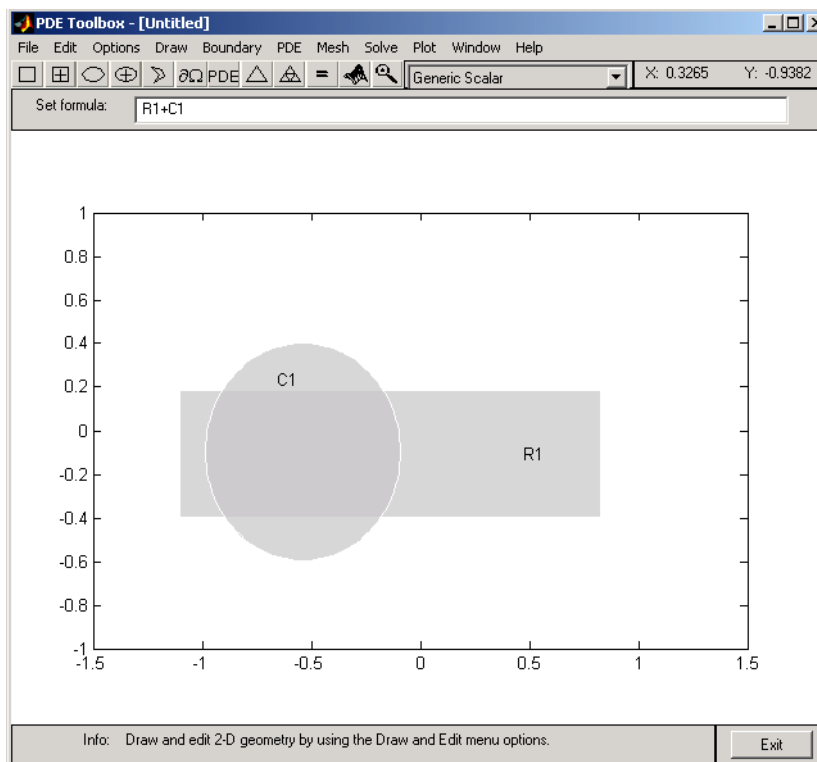 PDE Toolbox - [Untitled]
File Edit Options Draw Boundary PDE Mesh Solve Plot Window Help
∂Ω PDE = Generic Scalar X: 0.3265 Y: -0.9382
Set formula: R1+C1
1
0.8
0.6
0.4
C1
0.2
0
R1
-0.2
-0.4
-0.6
-0.8
-1
-1.5 -1 -0.5 0 0.5 1 1.5
Info: Draw and edit 2-D geometry by using the Draw and Edit menu options. Exit